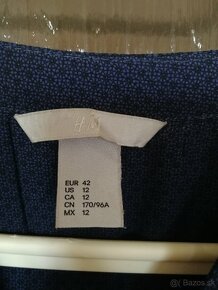 H&M
EUR 42
US 12
CA 12
CN 170/96A
MX 12
Bazos.sk